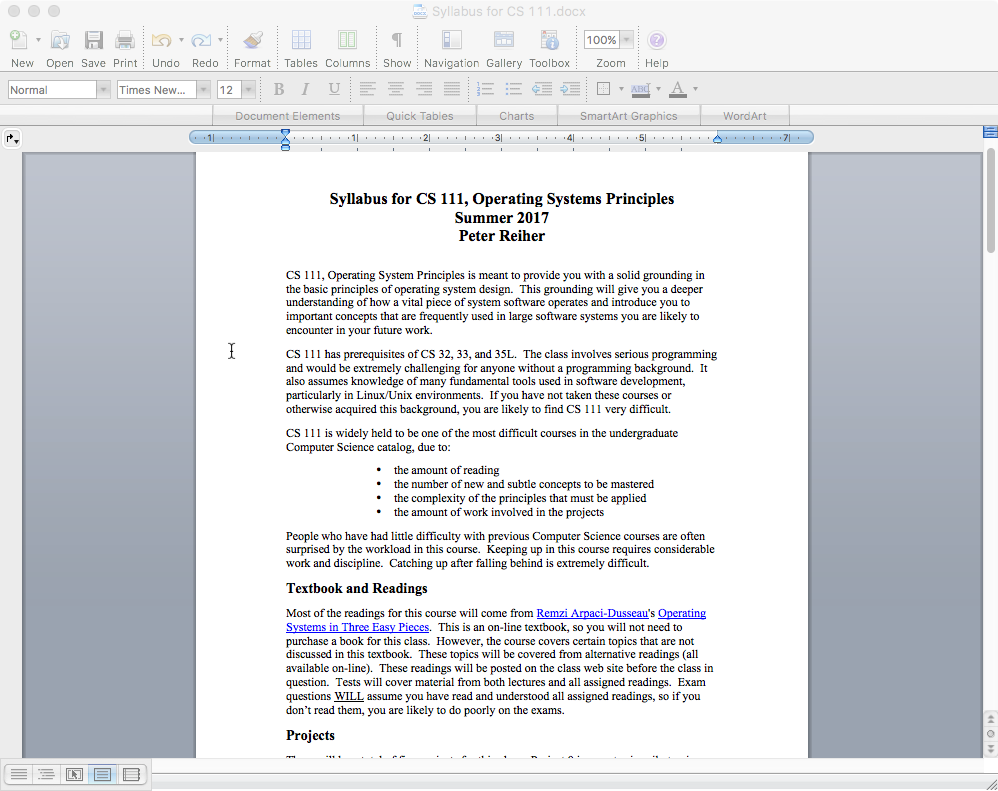 Syllabus for CS 111.docx
New Open Save Print Undo Redo Format Tables Columns Show Navigation Gallery Toolbox 100% Zoom Help
Normal Times New... 12 B I U ABC A
Document Elements Quick Tables Charts SmartArt Graphics WordArt
1 1 2 3 4 5 7
Syllabus for CS 111, Operating Systems Principles
Summer 2017
Peter Reiher
CS 111, Operating System Principles is meant to provide you with a solid grounding in
the basic principles of operating system design.  This grounding will give you a deeper
understanding of how a vital piece of system software operates and introduce you to
important concepts that are frequently used in large software systems you are likely to
encounter in your future work.
CS 111 has prerequisites of CS 32, 33, and 35L.  The class involves serious programming
and would be extremely challenging for anyone without a programming background.  It
also assumes knowledge of many fundamental tools used in software development,
particularly in Linux/Unix environments.  If you have not taken these courses or
otherwise acquired this background, you are likely to find CS 111 very difficult.
CS 111 is widely held to be one of the most difficult courses in the undergraduate
Computer Science catalog, due to:
• the amount of reading
• the number of new and subtle concepts to be mastered
• the complexity of the principles that must be applied
• the amount of work involved in the projects
People who have had little difficulty with previous Computer Science courses are often
surprised by the workload in this course.  Keeping up in this course requires considerable
work and discipline.  Catching up after falling behind is extremely difficult.
Textbook and Readings
Most of the readings for this course will come from Remzi Arpaci-Dusseau's Operating
Systems in Three Easy Pieces.  This is an on-line textbook, so you will not need to
purchase a book for this class.  However, the course covers certain topics that are not
discussed in this textbook.  These topics will be covered from alternative readings (all
available on-line).  These readings will be posted on the class web site before the class in
question.  Tests will cover material from both lectures and all assigned readings.  Exam
questions WILL assume you have read and understood all assigned readings, so if you
don't read them, you are likely to do poorly on the exams.
Projects